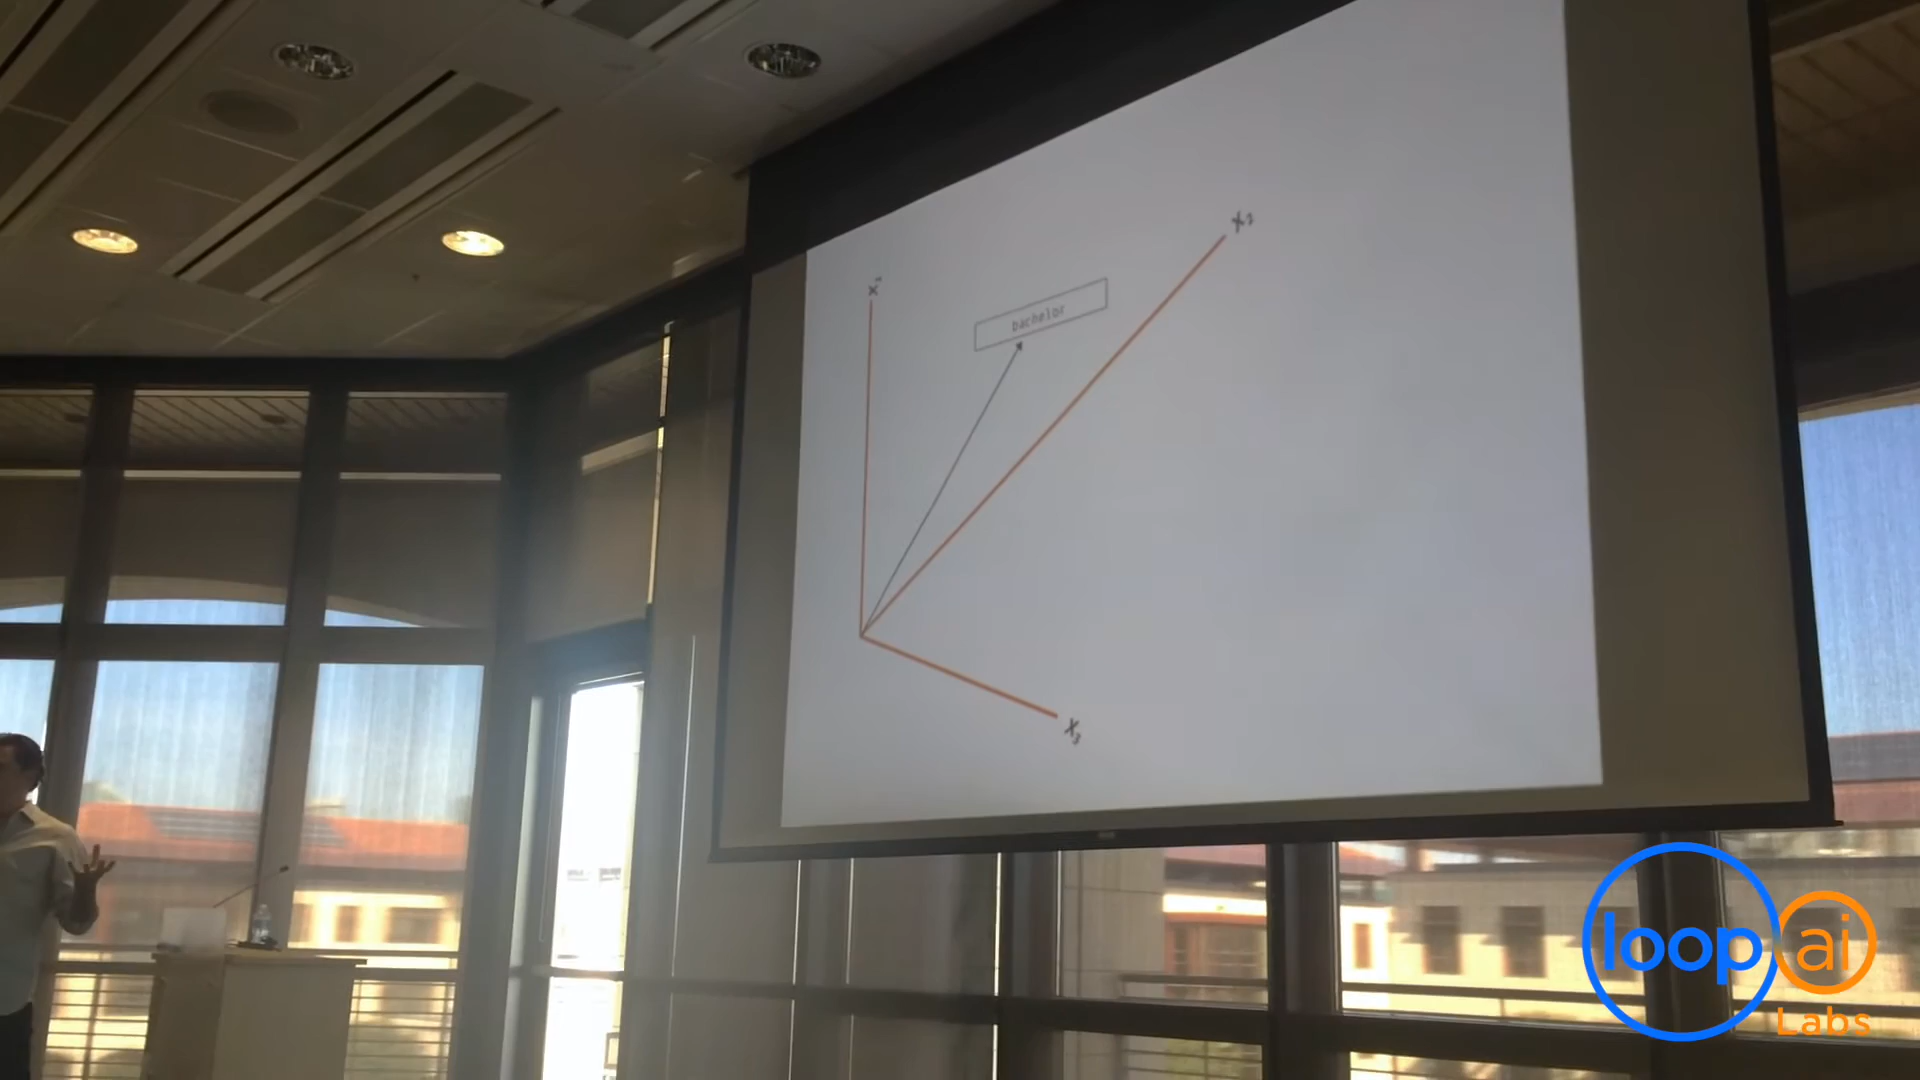 x₁
x₂
bachelor
x₃
loop ai
Labs